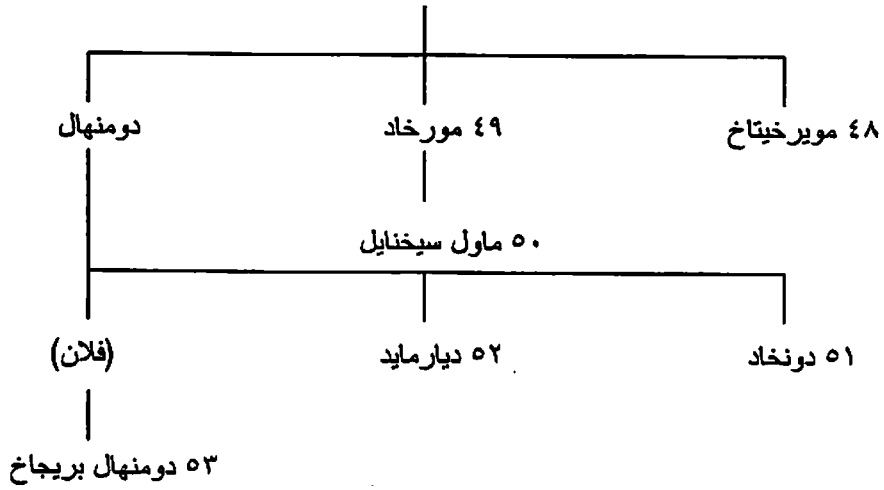 ٤٨ مويرخيتاخ ٤٩ مورخاد دومنهال
٥٠ ماول سيخنايل
٥١ دونخاد ٥٢ ديارمايد (فلان)
٥٣ دومنهال بريجاخ